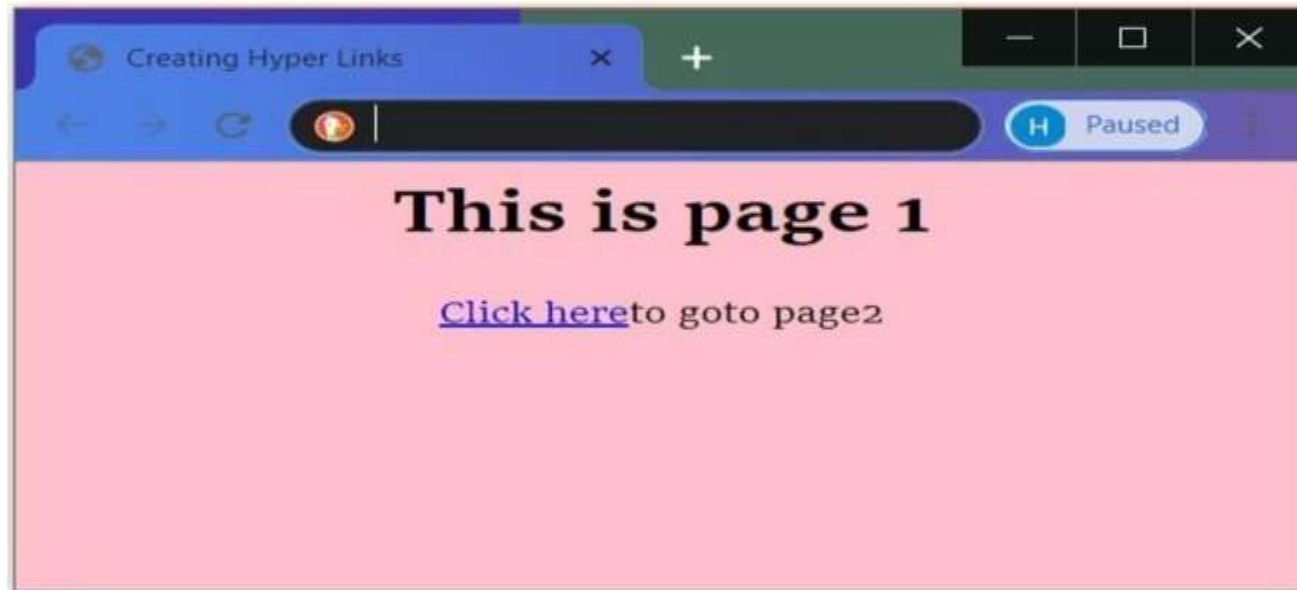 Creating Hyper Links
H Paused
This is page 1
Click hereto goto page2